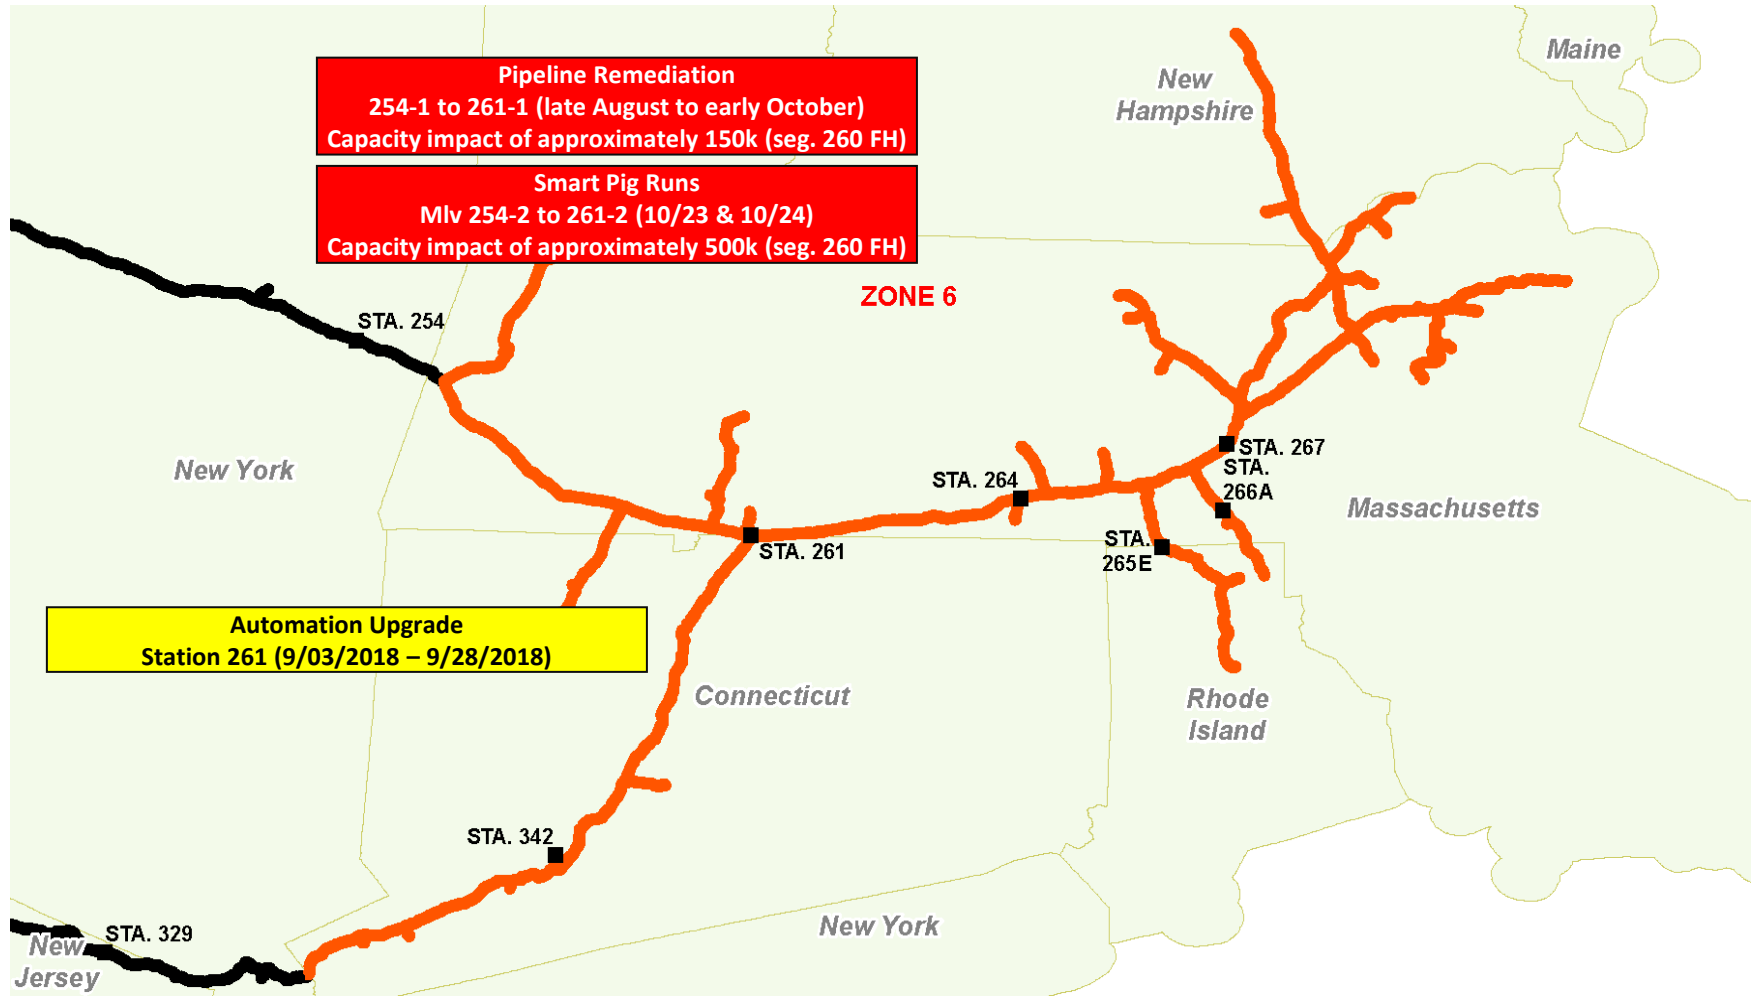 Maine
New
Hampshire
Pipeline Remediation
254-1 to 261-1 (late August to early October)
Capacity impact of approximately 150k (seg. 260 FH)
Smart Pig Runs
Mlv 254-2 to 261-2 (10/23 & 10/24)
Capacity impact of approximately 500k (seg. 260 FH)
ZONE 6
STA. 254
New York
STA. 267
STA.
266A
STA. 264
Massachusetts
STA. 261
STA.
265E
Automation Upgrade
Station 261 (9/03/2018 – 9/28/2018)
Connecticut
Rhode
Island
STA. 342
New York
STA. 329
New
Jersey